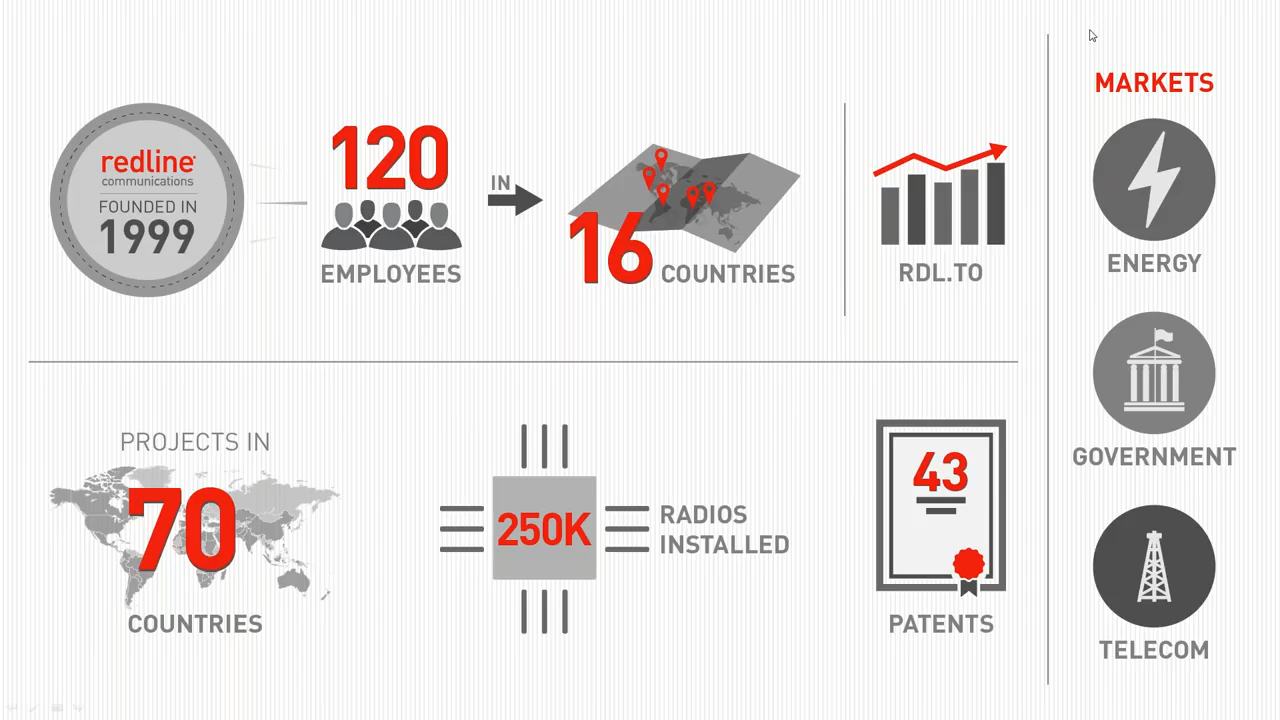 redline
communications
FOUNDED IN
1999
120
EMPLOYEES
IN
16 COUNTRIES
RDL.TO
PROJECTS IN
70
COUNTRIES
250K
RADIOS
INSTALLED
43
PATENTS
MARKETS
ENERGY
GOVERNMENT
TELECOM